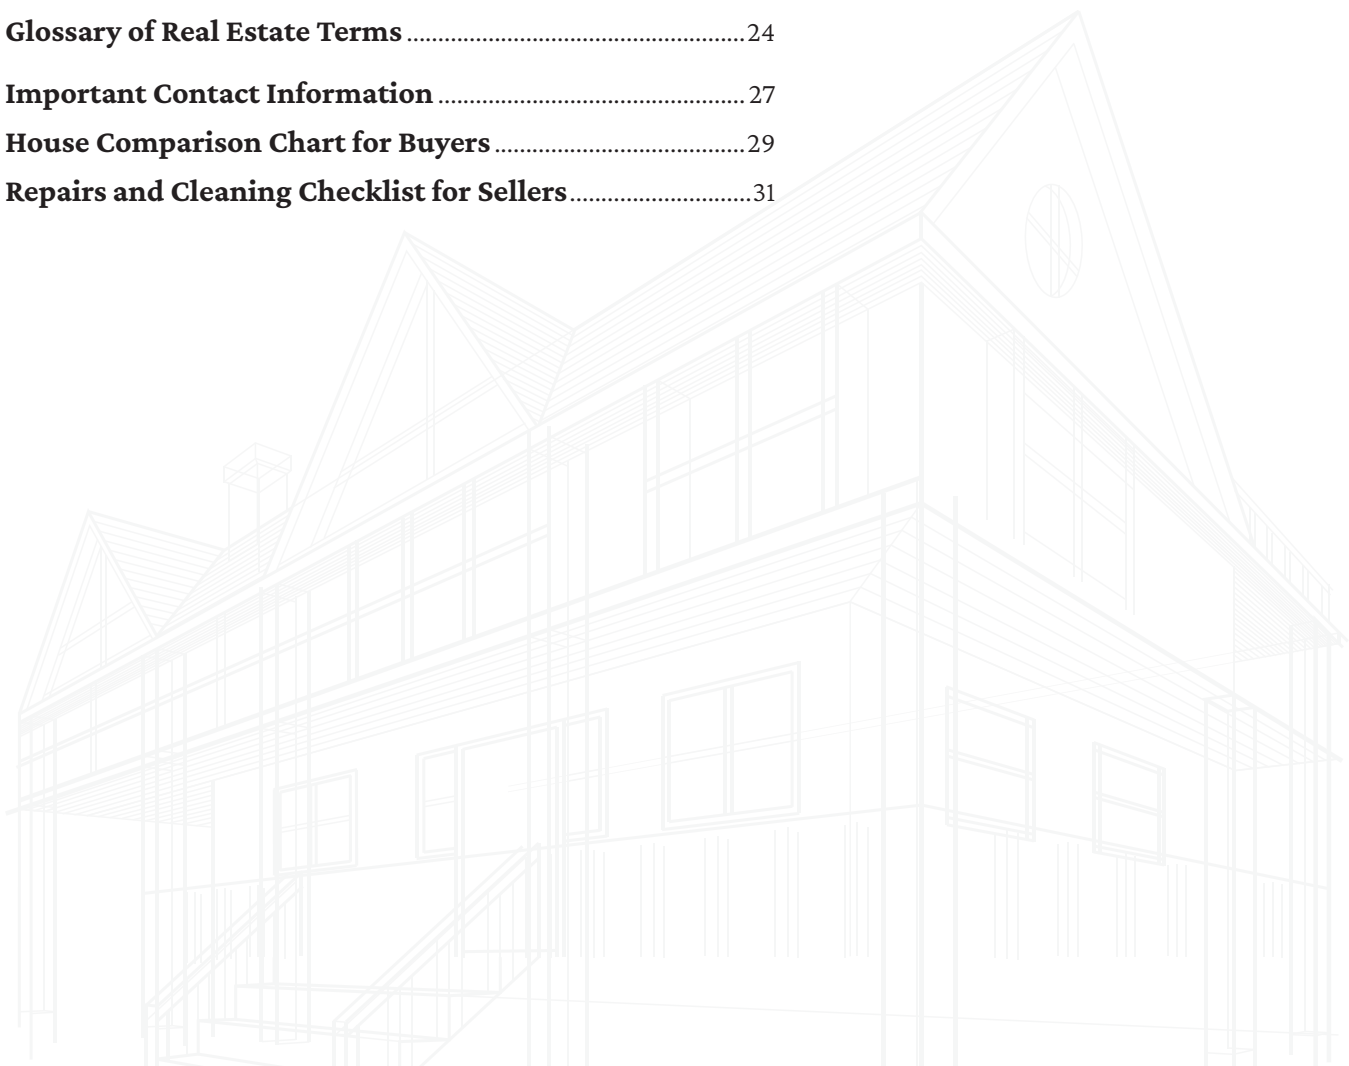 Glossary of Real Estate Terms ........................................................24
Important Contact Information ................................................... 27
House Comparison Chart for Buyers .........................................29
Repairs and Cleaning Checklist for Sellers ..............................31